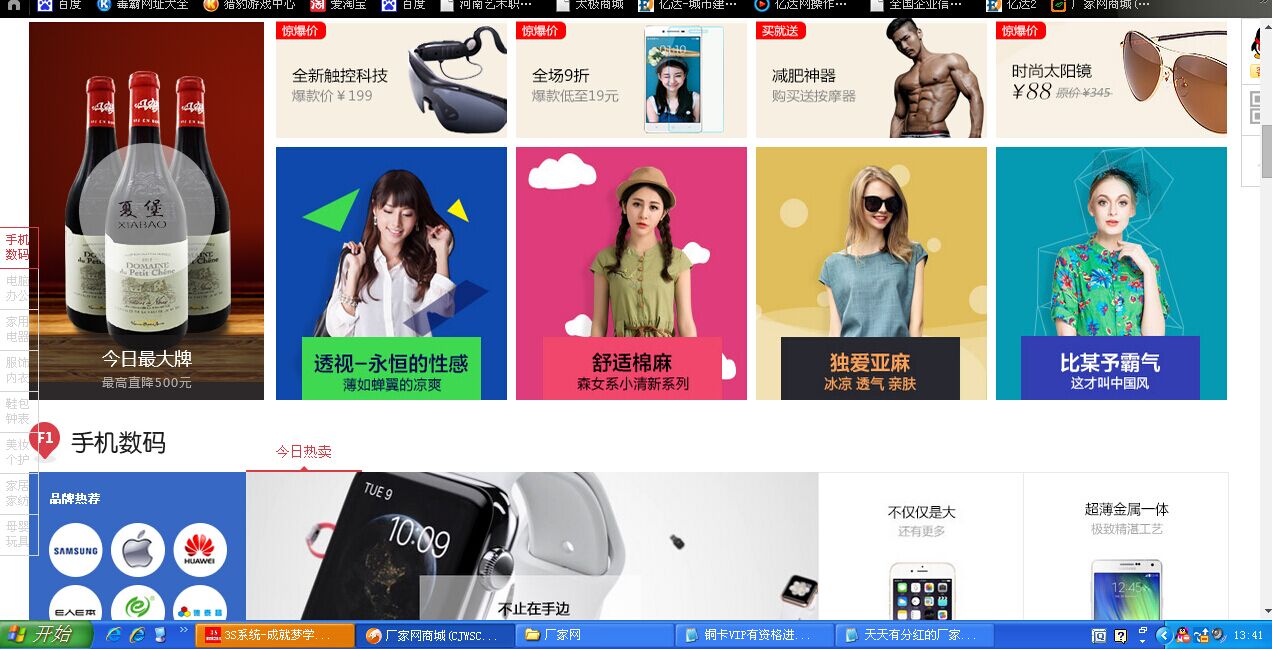 百度
毒霸网址大全
猎豹游戏中心
爱淘宝
百度
河南艺术职…
太极商城
亿达-城市建…
亿达网操作…
全国企业信…
亿达2
厂家网商城(…
惊爆价
全新触控科技
爆款价￥199
惊爆价
全场9折
爆款低至19元
01:10
买就送
减肥神器
购买送按摩器
惊爆价
时尚太阳镜
¥88 原价 ¥345
夏堡
XIABAO
DOMAINE
du Petit Chêne
今日最大牌
最高直降500元
透视-永恒的性感
薄如蝉翼的凉爽
舒适棉麻
森女系小清新系列
独爱亚麻
冰凉 透气 亲肤
比某予霸气
这才叫中国风
手机
数码
电脑
办公
家用
电器
服饰
内衣
鞋包
钟表
美妆
个护
家居
家纺
母婴
玩具
F1
手机数码
今日热卖
品牌热荐
SAMSUNG
HUAWEI
TUE 9
10:09
不止在手边
不仅仅是大
还有更多
超薄金属一体
极致精湛工艺
12:45
开始
3S系统-成就梦学...
厂家网商城(CJWSC...
厂家网
铜卡VIP有资格进...
天天有分红的厂家...
13:41